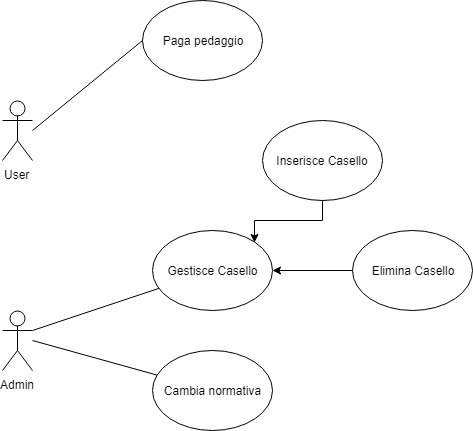 Paga pedaggio
User
Inserisce Casello
Gestisce Casello
Elimina Casello
Admin
Cambia normativa